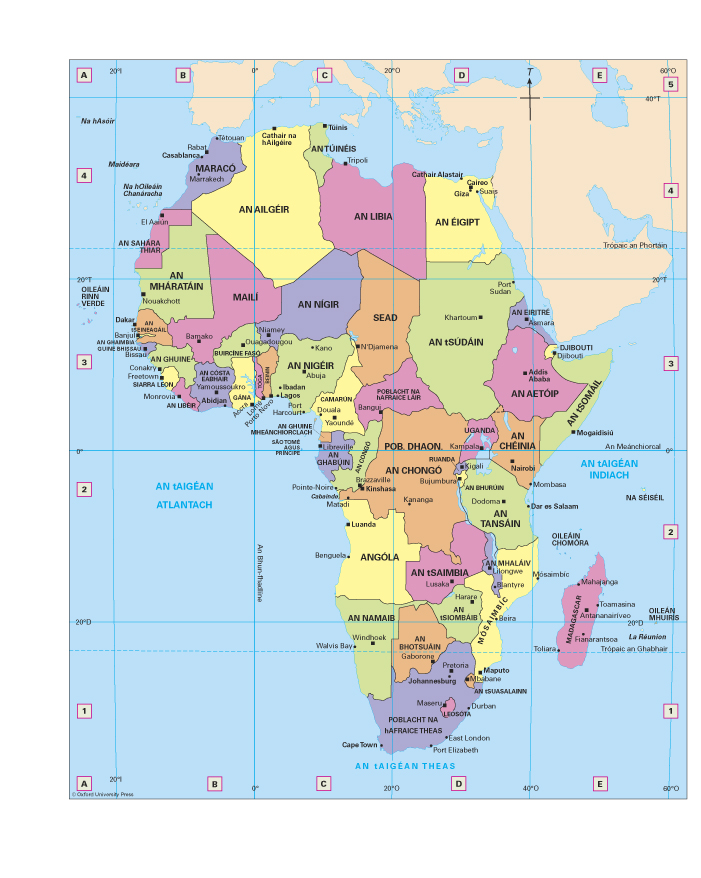 A
20°I
B
0°
C
20°O
D
T
E
60°O
5
40°T
Na hAsóir
Maidéara
Na hOileáin
Chanáracha
4
Tétouan
Rabat
Casablanca
MARACÓ
Marrakech
Cathair na
hAilgéire
Túinis
AN TÚINÉIS
Tripoli
Cathair Alastair
Caireo
Giza
Suais
4
El Aaiún
AN SAHÁRA
THIAR
AN AILGÉIR
AN LIBIA
AN ÉIGIPT
Trópaic an Phortáin
20°T
20°T
OILEÁIN
RINN
VERDE
AN
MHÁRATÁIN
Nouakchott
MAILÍ
AN NÍGIR
SEAD
AN tSÚDÁIN
Khartoum
Port
Sudan
AN EIRITRÉ
Asmara
Dakar
AN
tSEINEAGÁIL
Banjul
AN GHAIMBIA
GUINÉ BHISSAU
Bissau
Bamako
Niamey
Ouagadougou
BUIRCÍNE FASÓ
Kano
N'Djamena
DJIBOUTI
Djibouti
3
AN GHUINE
Conakry
Freetown
SIARRA LEON
Monrovia
AN LIBÉIR
AN COSTA
EABHAIR
Yamoussoukro
Abidjan
GÁNA
Accra
TÓGA
Lomé
Porto Novo
AN NIGÉIR
Abuja
Ibadan
Lagos
Port
Harcourt
CAMARÚN
Douala
Yaoundé
POBLACHT NA
hAFRAICE LÁIR
Bangui
Addis
Ababa
AN AETÓIP
AN tSOMÁIL
3
Mogaidisiú
AN GHUINE
MHEÁNCHIORCLACH
SÃO TOMÉ
AGUS
PRÍNCIPE
Libreville
AN
GHABÚIN
AN CONGÓ
POB. DHAON.
AN CHONGÓ
UGANDA
Kampala
AN
CHÉINIA
Nairobi
An Meánchiorcal
0°
0°
RUANDA
Kigali
Bujumbura
AN BHURÚIN
Mombasa
AN tAIGÉAN
INDIACH
2
AN tAIGÉAN
ATLANTACH
Pointe-Noire
Cabinda
Brazzaville
Kinshasa
Matadi
Kananga
Dodoma
Dar es Salaam
AN
TANSÁIN
NA SÉISÉIL
2
Luanda
ANGÓLA
Benguela
OILEÁIN
CHOMÓRA
AN tSAIMBIA
Lusaka
AN MHALÁIV
Lilongwe
Blantyre
Mósaimbíc
Mahajanga
An Bhun-fhadlíne
Harare
AN
tSIOMBÁIB
MÓSAIMBÍC
Beira
MADAGASCAR
Toamasina
Antananairíveo
Fianarantsoa
Toliara
OILEÁN
MHUIRÍS
La Réunion
20°D
20°D
AN NAMAIB
Windhoek
Walvis Bay
AN
BHOTSUÁIN
Gaborone
Trópaic an Ghabhair
Pretoria
Johannesburg
Maputo
Mbabane
AN tSUASALAINN
1
POBLACHT NA
hAFRAICE THEAS
Maseru
LEOSÓTA
Durban
1
Cape Town
East London
Port Elizabeth
AN tAIGÉAN THEAS
A
20°I
B
0°
C
20°O
D
40°O
E
60°O
© Oxford University Press